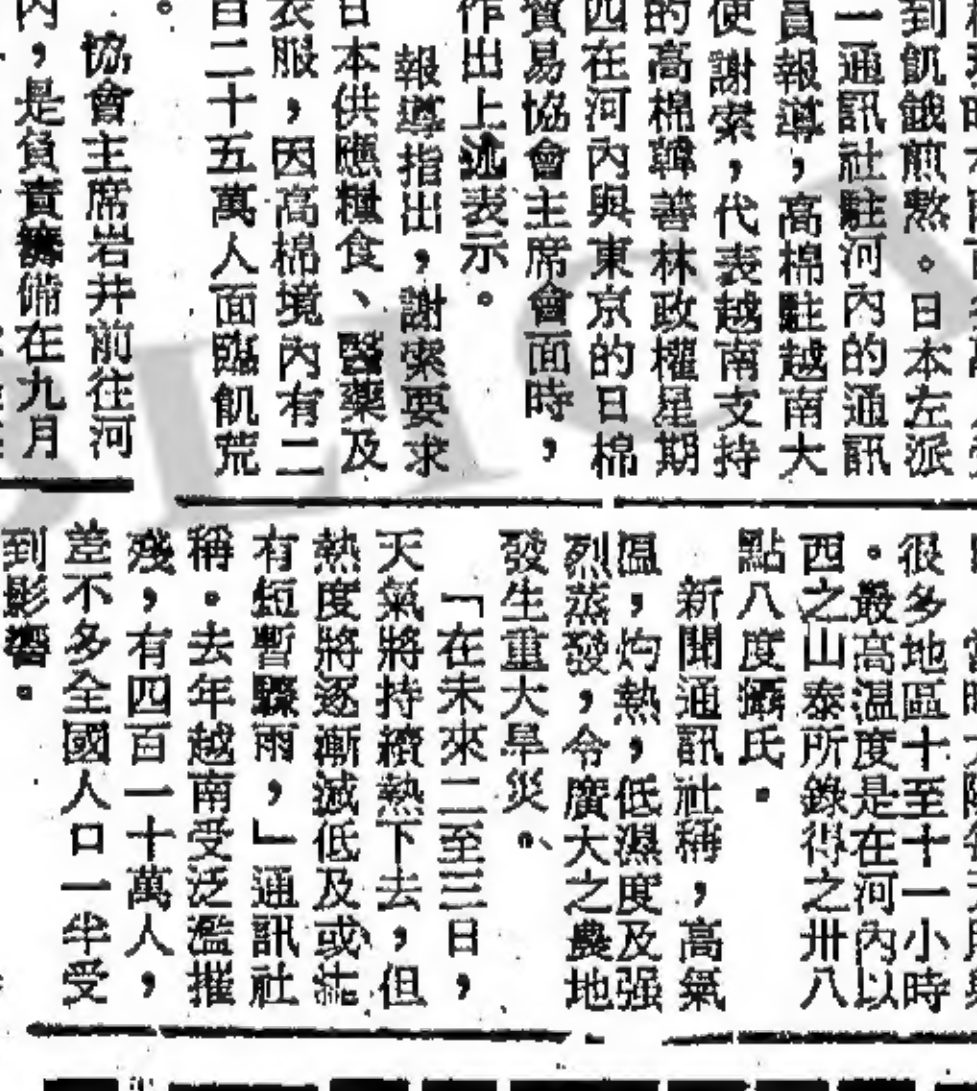 到飢餓煎熬。日本左派
一通訊社駐河內的通訊
員報導,高棉駐越南大
使謝索,代表越南支持
的高棉韓善林政權星期
四在河內與東京的日棉
貿易協會主席會面時,
作出上述表示。
報導指出,謝索要求
日本供應糧食、醫藥及
衣服,因高棉境內有二
百二十五萬人面臨飢荒
。
協會主席岩井前往河
內,是負責籌備在九月
很多地區十至十一小時
。最高溫度是在河內以
西之山泰所錄得之卅八
點八度攝氏。
新聞通訊社稱,高氣
溫,灼熱,低濕度及强
烈蒸發,令廣大之農地
發生重大旱災。
「在未來二至三日,
天氣將持續熱下去,但
熱度將逐漸減低及或
有短暫驟雨,」通訊社
稱。去年越南受泛濫摧
殘,有四百一十萬人,
差不多全國人口一半受
到影響。